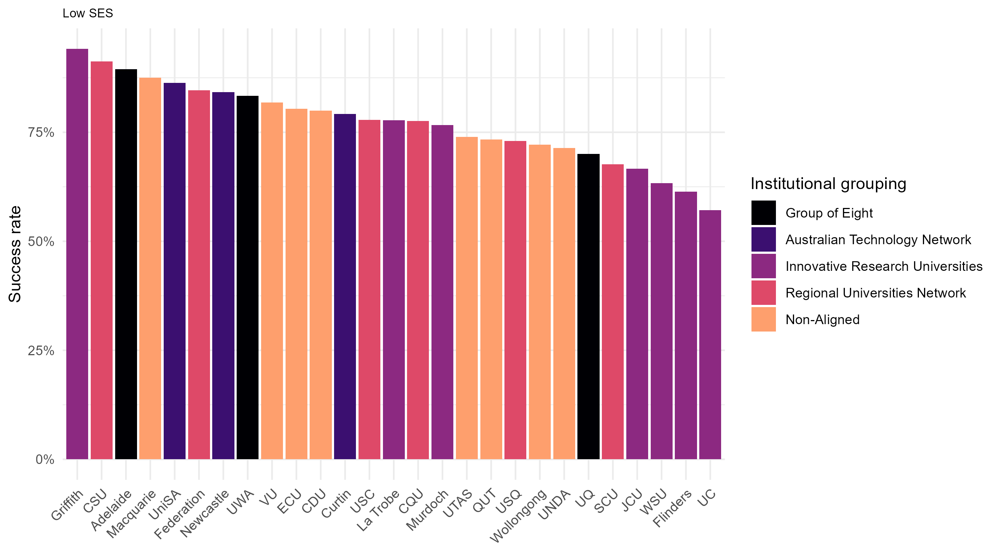 Low SES
Success rate
75%
50%
25%
0%
Griffith
CSU
Adelaide
Macquarie
UniSA
Federation
Newcastle
UWA
VU
ECU
CDU
Curtin
USC
La Trobe
CQU
Murdoch
UTAS
QUT
USQ
Wollongong
UNDA
UQ
SCU
JCU
WSU
Flinders
UC
Institutional grouping
Group of Eight
Australian Technology Network
Innovative Research Universities
Regional Universities Network
Non-Aligned